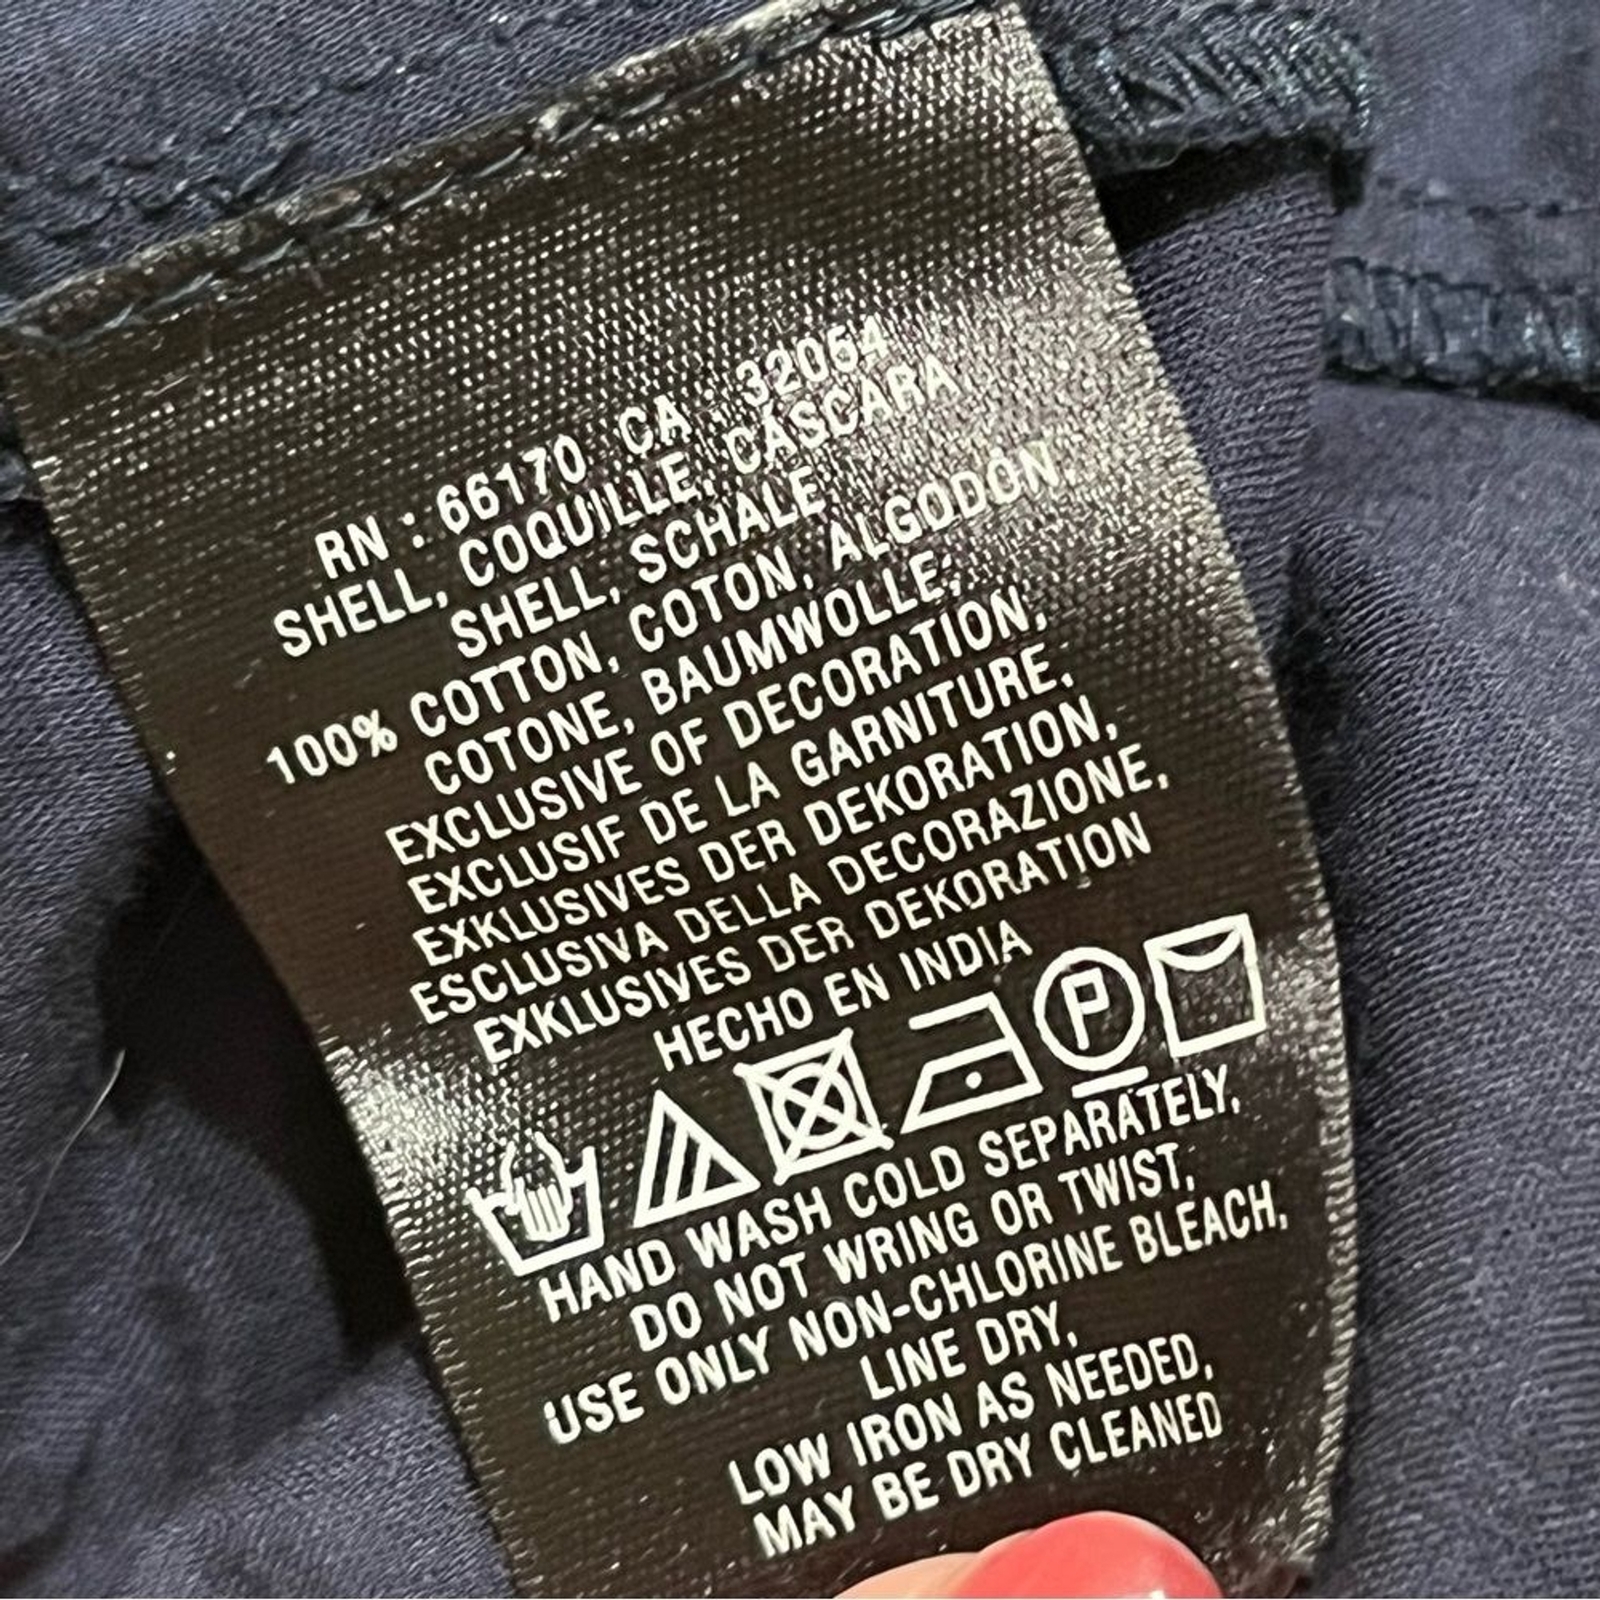 RN : 66170 CA : 32054
SHELL, COQUILLE, CÁSCARA,
SHELL, SCHALE
100% COTTON, COTON, ALGODÓN,
COTONE, BAUMWOLLE;
EXCLUSIVE OF DECORATION,
EXCLUSIF DE LA GARNITURE,
EXKLUSIVES DER DEKORATION,
ESCLUSIVA DELLA DECORAZIONE,
EXKLUSIVES DER DEKORATION
HECHO EN INDIA
P
HAND WASH COLD SEPARATELY,
DO NOT WRING OR TWIST,
USE ONLY NON-CHLORINE BLEACH,
LINE DRY,
LOW IRON AS NEEDED,
MAY BE DRY CLEANED